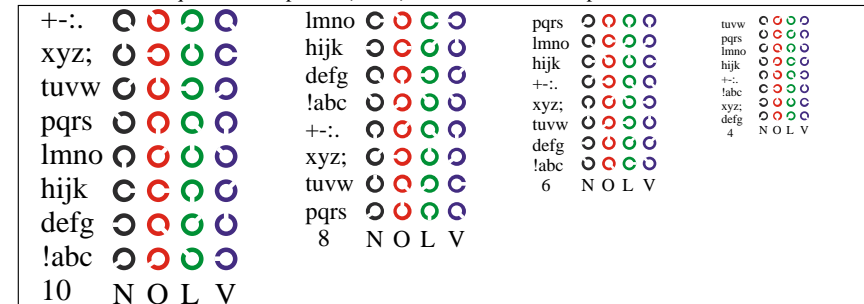 +-:.
xyz;
tuvw
pqrs
lmno
hijk
defg
!abc
10 N O L V
lmno
hijk
defg
!abc
+-:.
xyz;
tuvw
pqrs
8 N O L V
pqrs
lmno
hijk
+-:.
xyz;
tuvw
defg
!abc
6 N O L V
tuvw
pqrs
lmno
hijk
+-:.
!abc
xyz;
defg
4 N O L V